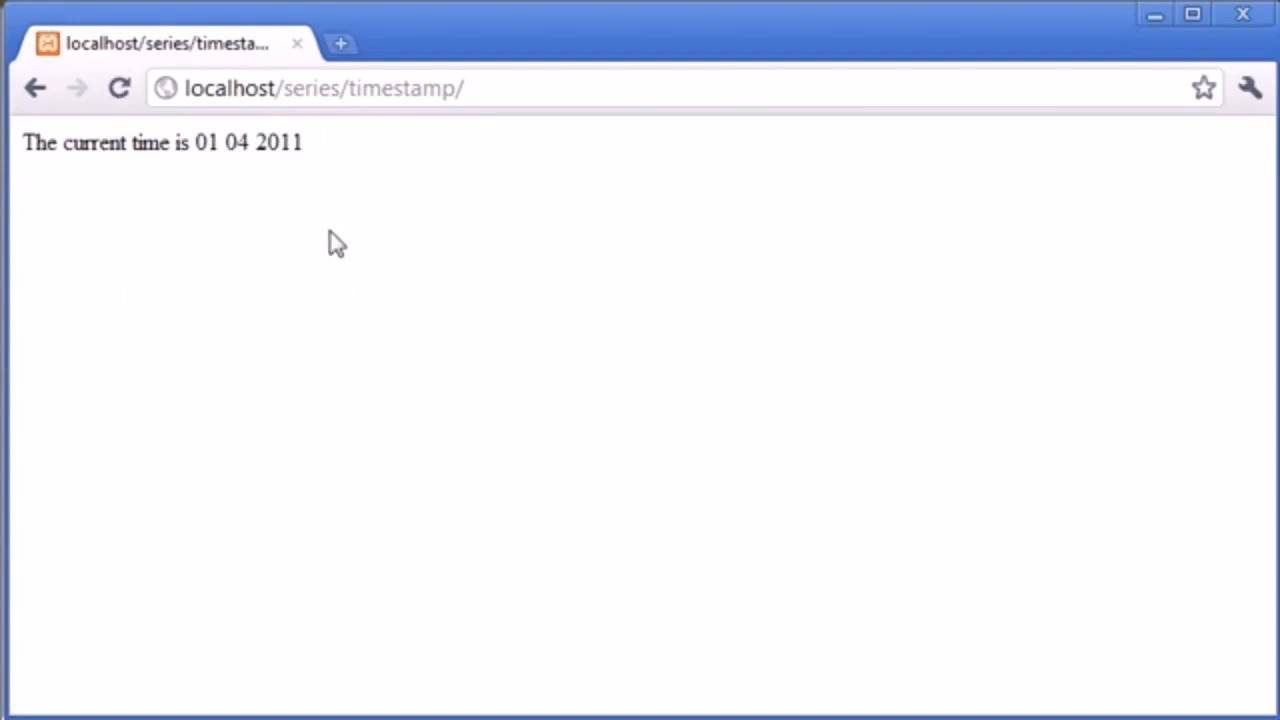 localhost/series/timesta...
localhost/series/timestamp/
The current time is 01 04 2011